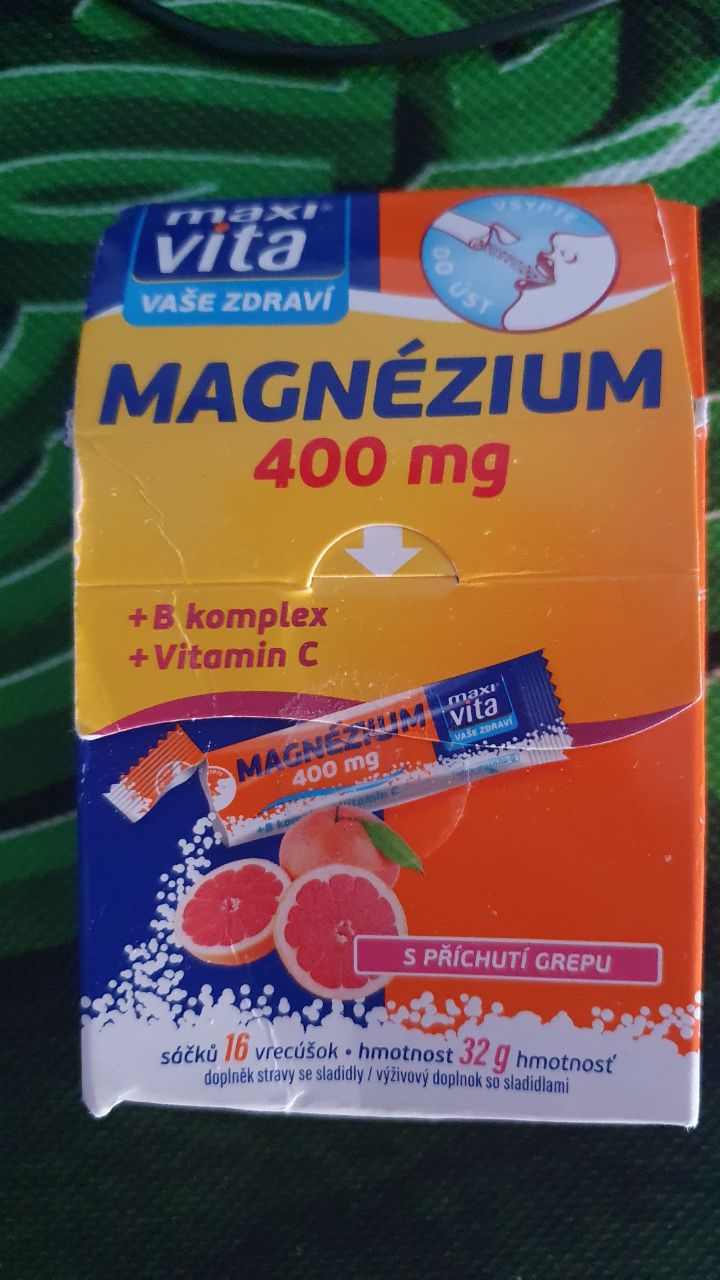 maxi®
vita
VAŠE ZDRAVÍ
VSYPTE
DO ÚST
MAGNÉZIUM
400 mg
+B komplex
+Vitamin C
maxi
vita
VAŠE ZDRAVÍ
MAGNÉZIUM
400 mg
Vitamin C
S PŘÍCHUTÍ GREPU
sáčků 16 vrecúšok • hmotnost 32 g hmotnosť
doplněk stravy se sladidly / výživový doplnok so sladidlami